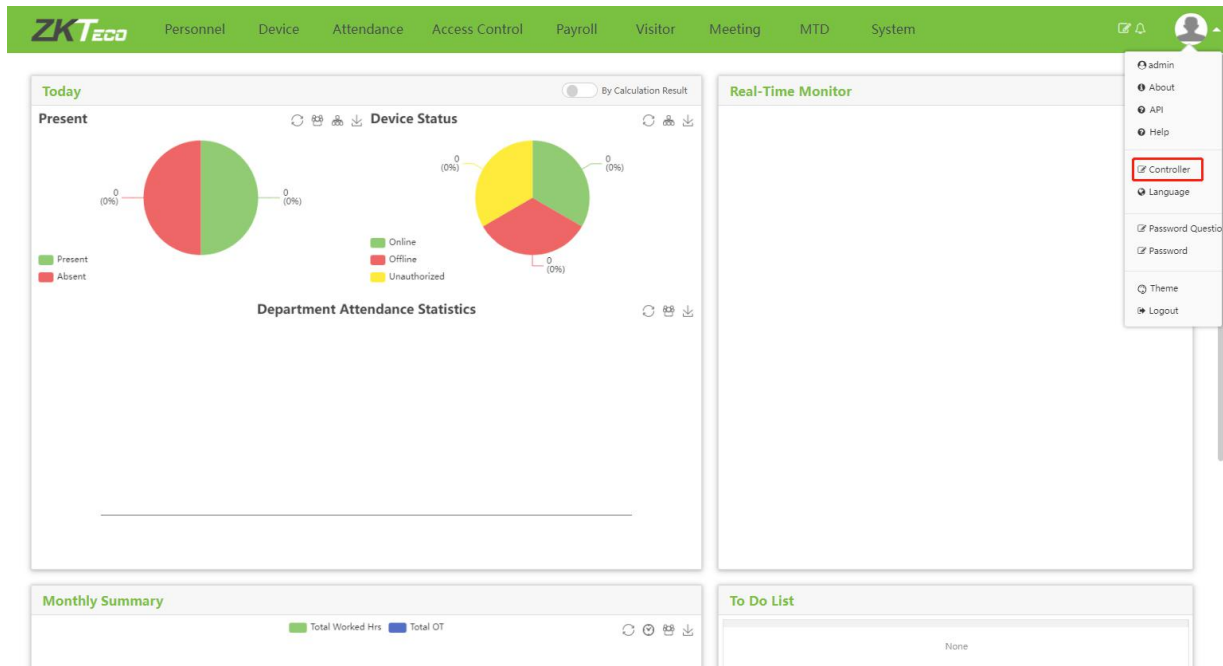 ZKTeco Personnel Device Attendance Access Control Payroll Visitor Meeting MTD System
admin
About
API
Help
Controller
Language
Password Questio
Password
Theme
Logout
Today By Calculation Result
Present
0
(0%)
0
(0%)
Present
Absent
Device Status
0
(0%)
0
(0%)
0
(0%)
Online
Offline
Unauthorized
Department Attendance Statistics
Real-Time Monitor
Monthly Summary
Total Worked Hrs Total OT
To Do List
None